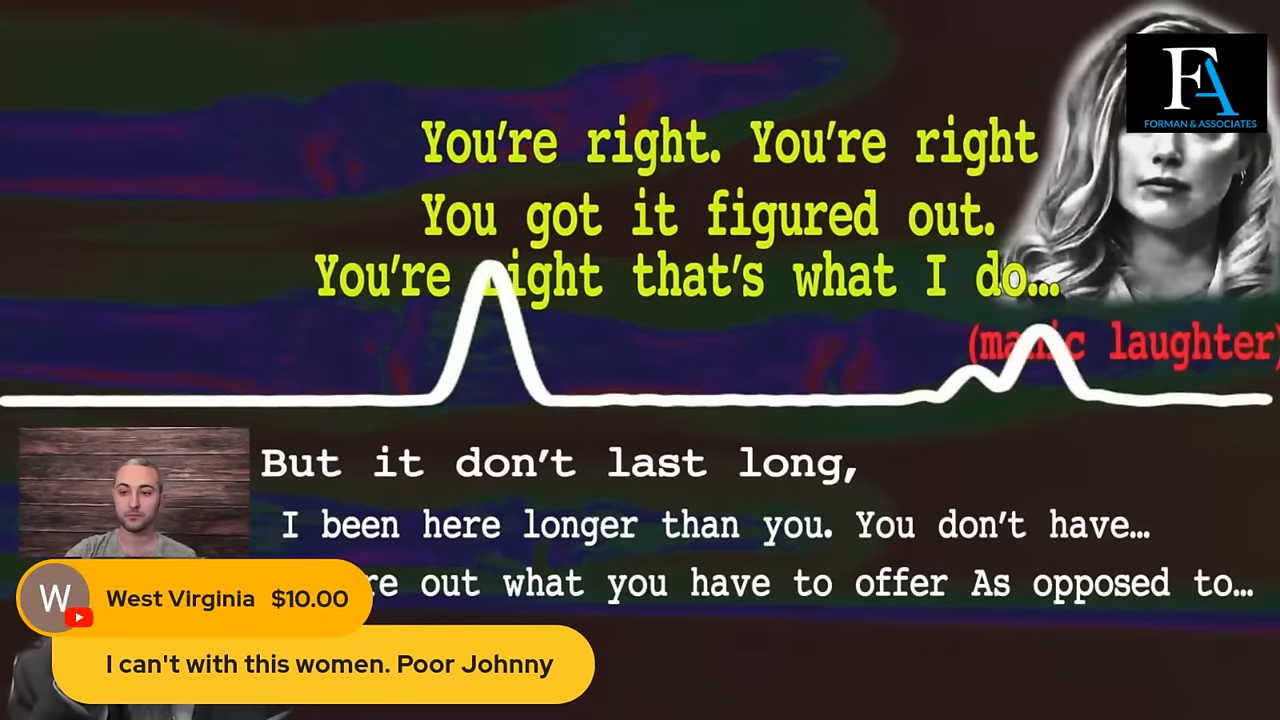 FA
FORMAN & ASSOCIATES
You're right. You're right
You got it figured out.
You're right that's what I do...
(manic laughter)
But it don't last long,
I been here longer than you. You don't have...
out what you have to offer As opposed to...
W
West Virginia $10.00
I can't with this women. Poor Johnny